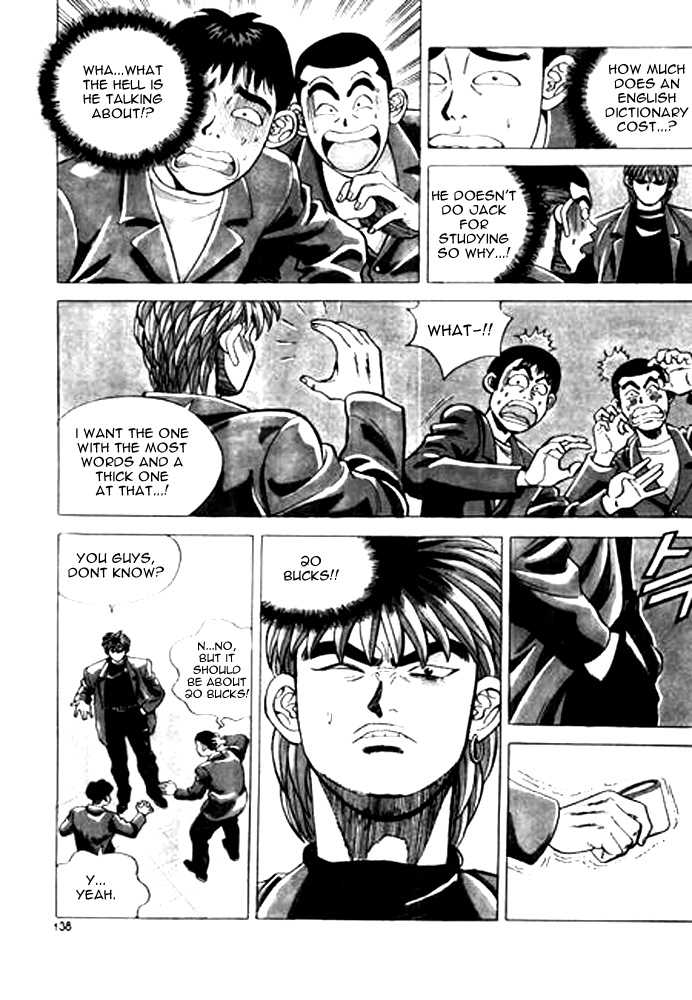 WHA...WHAT
THE HELL IS
HE TALKING
ABOUT!?
HOW MUCH
DOES AN
ENGLISH
DICTIONARY
COST...?
HE DOESN'T
DO JACK
FOR
STUDYING
SO WHY...!
I WANT THE ONE
WITH THE MOST
WORDS AND A
THICK ONE
AT THAT...!
WHAT-!!
YOU GUYS,
DONT KNOW?
N...NO,
BUT IT
SHOULD
BE ABOUT
20 BUCKS!
Y...
YEAH.
20
BUCKS!!
138